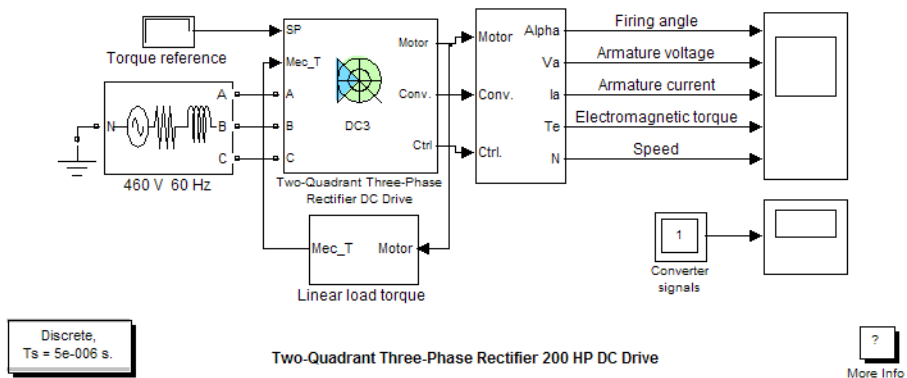 Torque reference
SP
Mec_T
A
B
C
Motor
Conv.
Ctrl
DC3
Two-Quadrant Three-Phase
Rectifier DC Drive
N
A
B
C
460 V 60 Hz
Motor
Conv.
Ctrl.
Alpha
Va
Ia
Te
N
Firing angle
Armature voltage
Armature current
Electromagnetic torque
Speed
Mec_T
Motor
Linear load torque
1
Converter
signals
Discrete,
Ts = 5e-006 s.
Two-Quadrant Three-Phase Rectifier 200 HP DC Drive
?
More Info